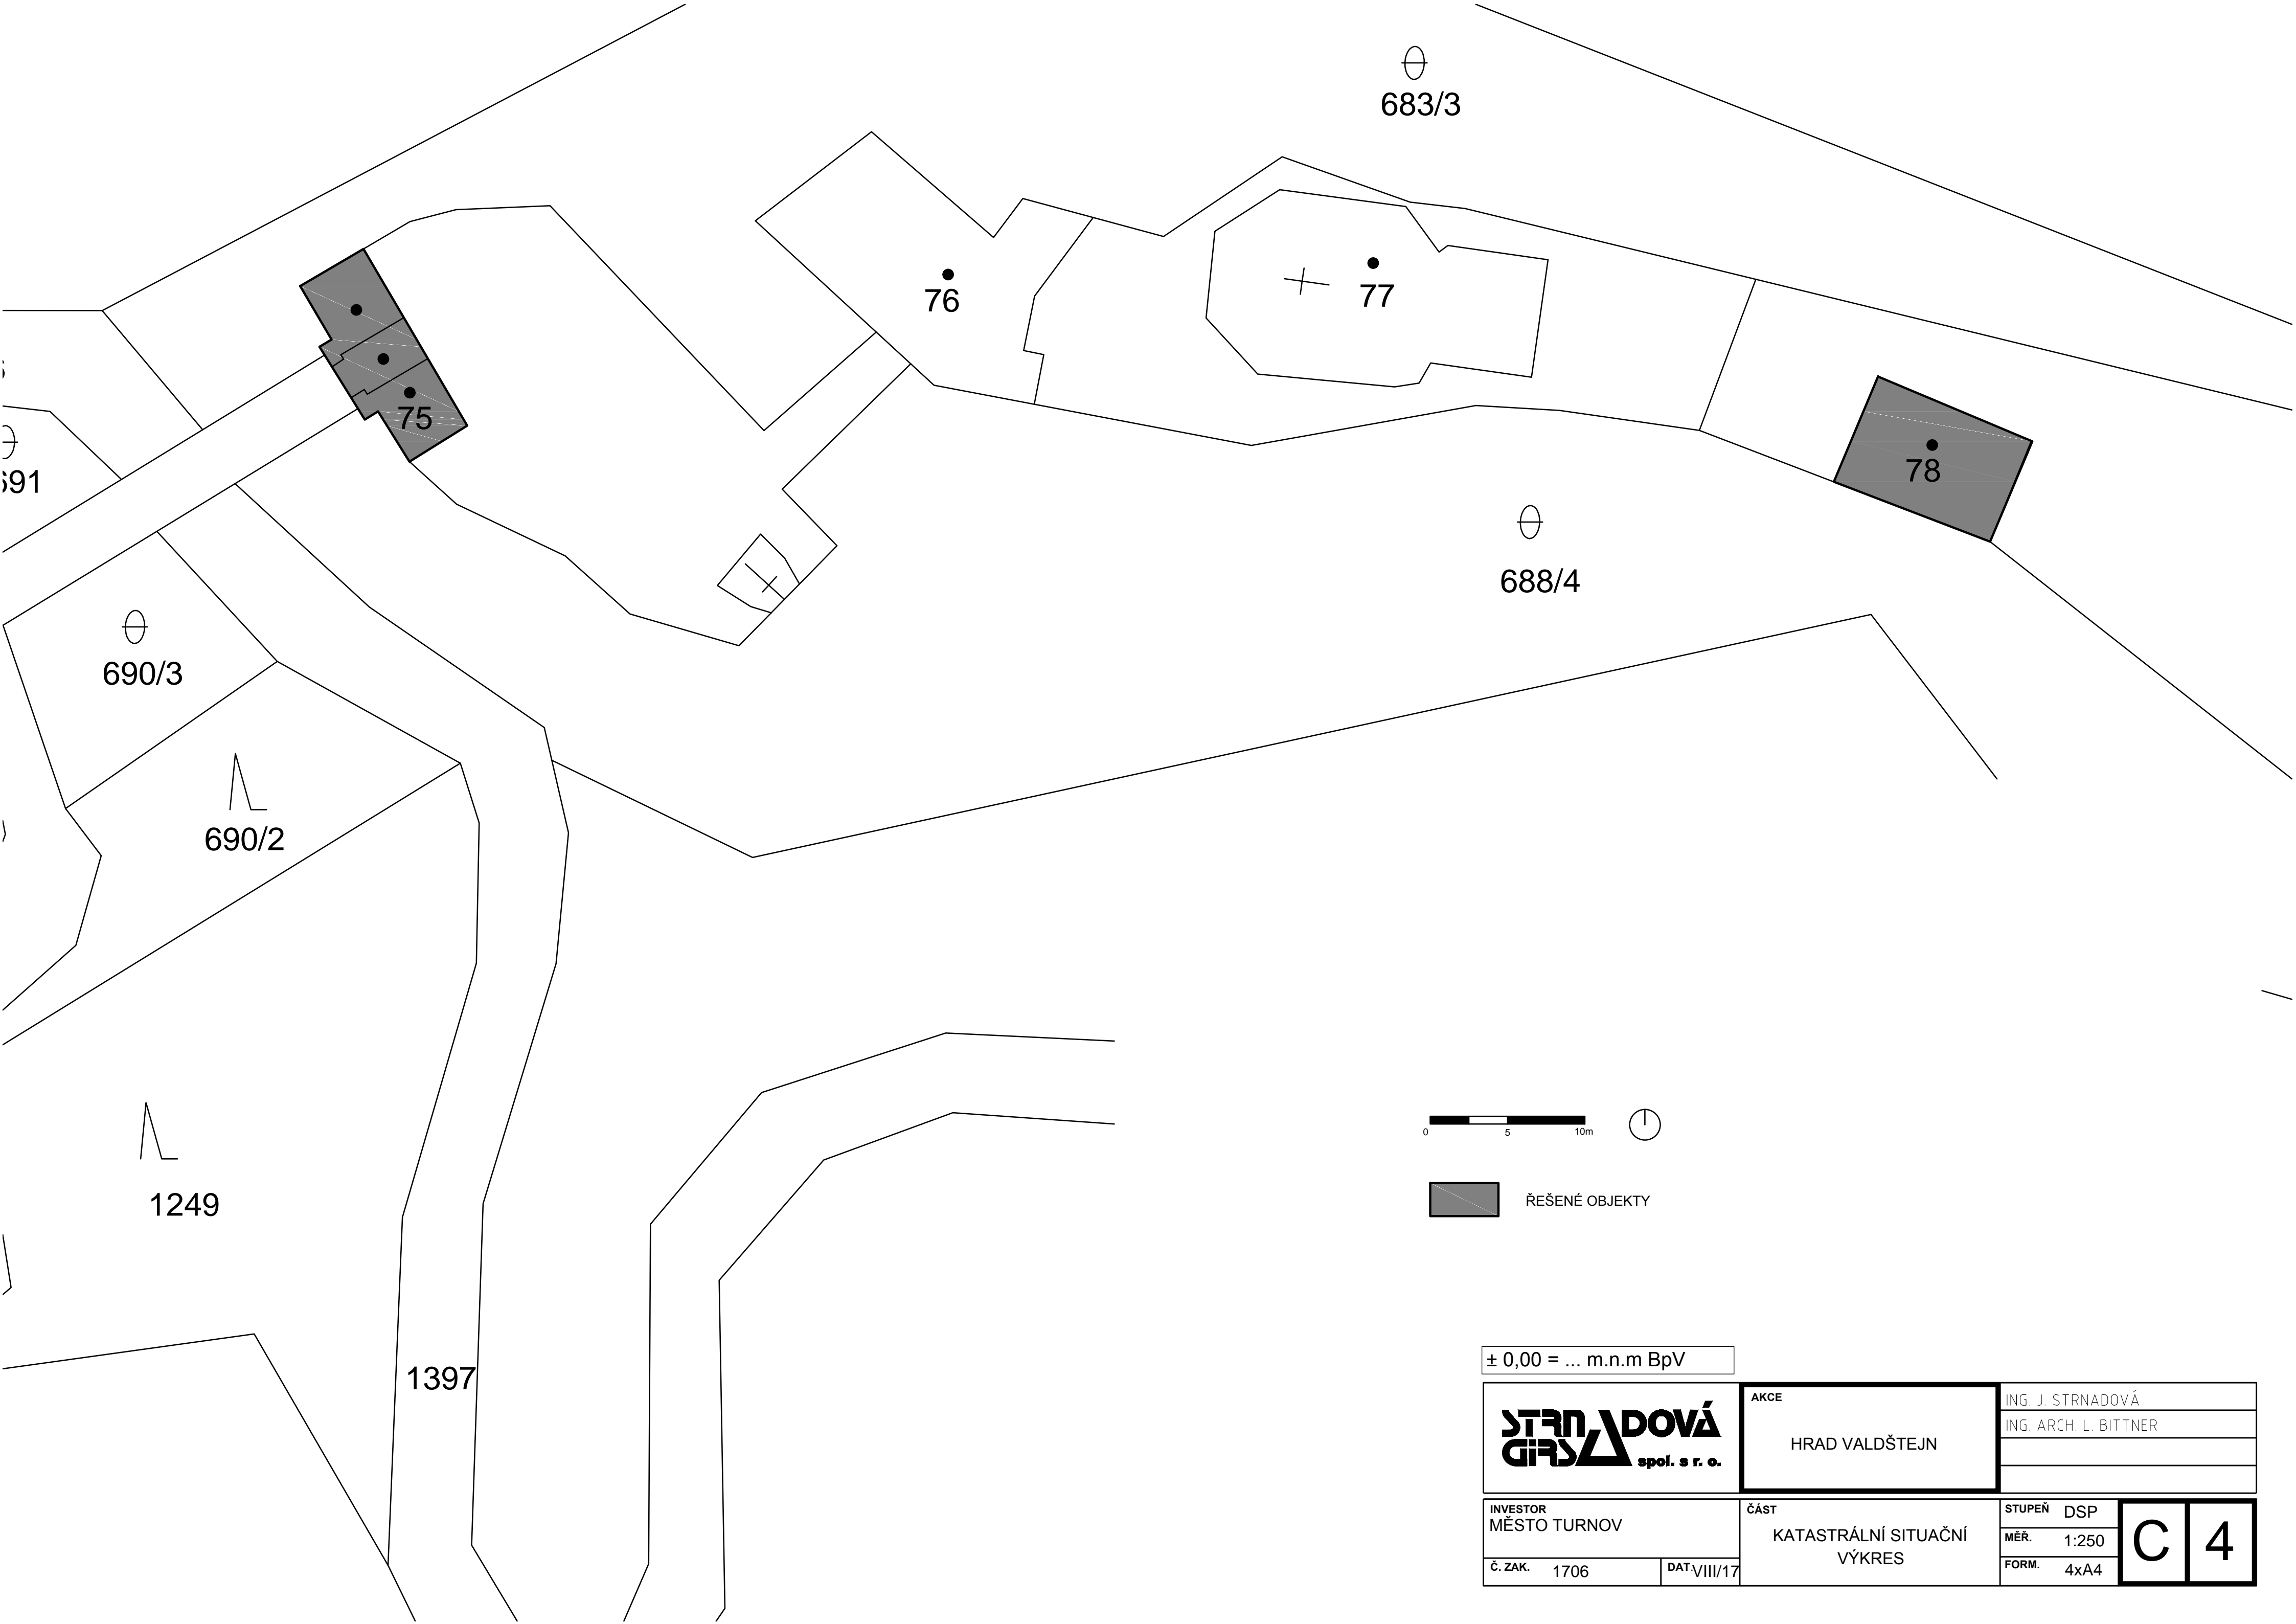 683/3
76
77
75
78
688/4
690/3
690/2
1249
1397
0 5 10m
ŘEŠENÉ OBJEKTY
± 0,00 = ... m.n.m BpV
STRNADOVÁ
GIRSA
spol. s r. o.
AKCE
HRAD VALDŠTEJN
ING. J. STRNADOVÁ
ING. ARCH. L. BITTNER
INVESTOR
MĚSTO TURNOV
Č. ZAK. 1706
DAT. VIII/17
ČÁST
KATASTRÁLNÍ SITUAČNÍ
VÝKRES
STUPEŇ DSP
MĚŘ. 1:250
FORM. 4xA4
C 4